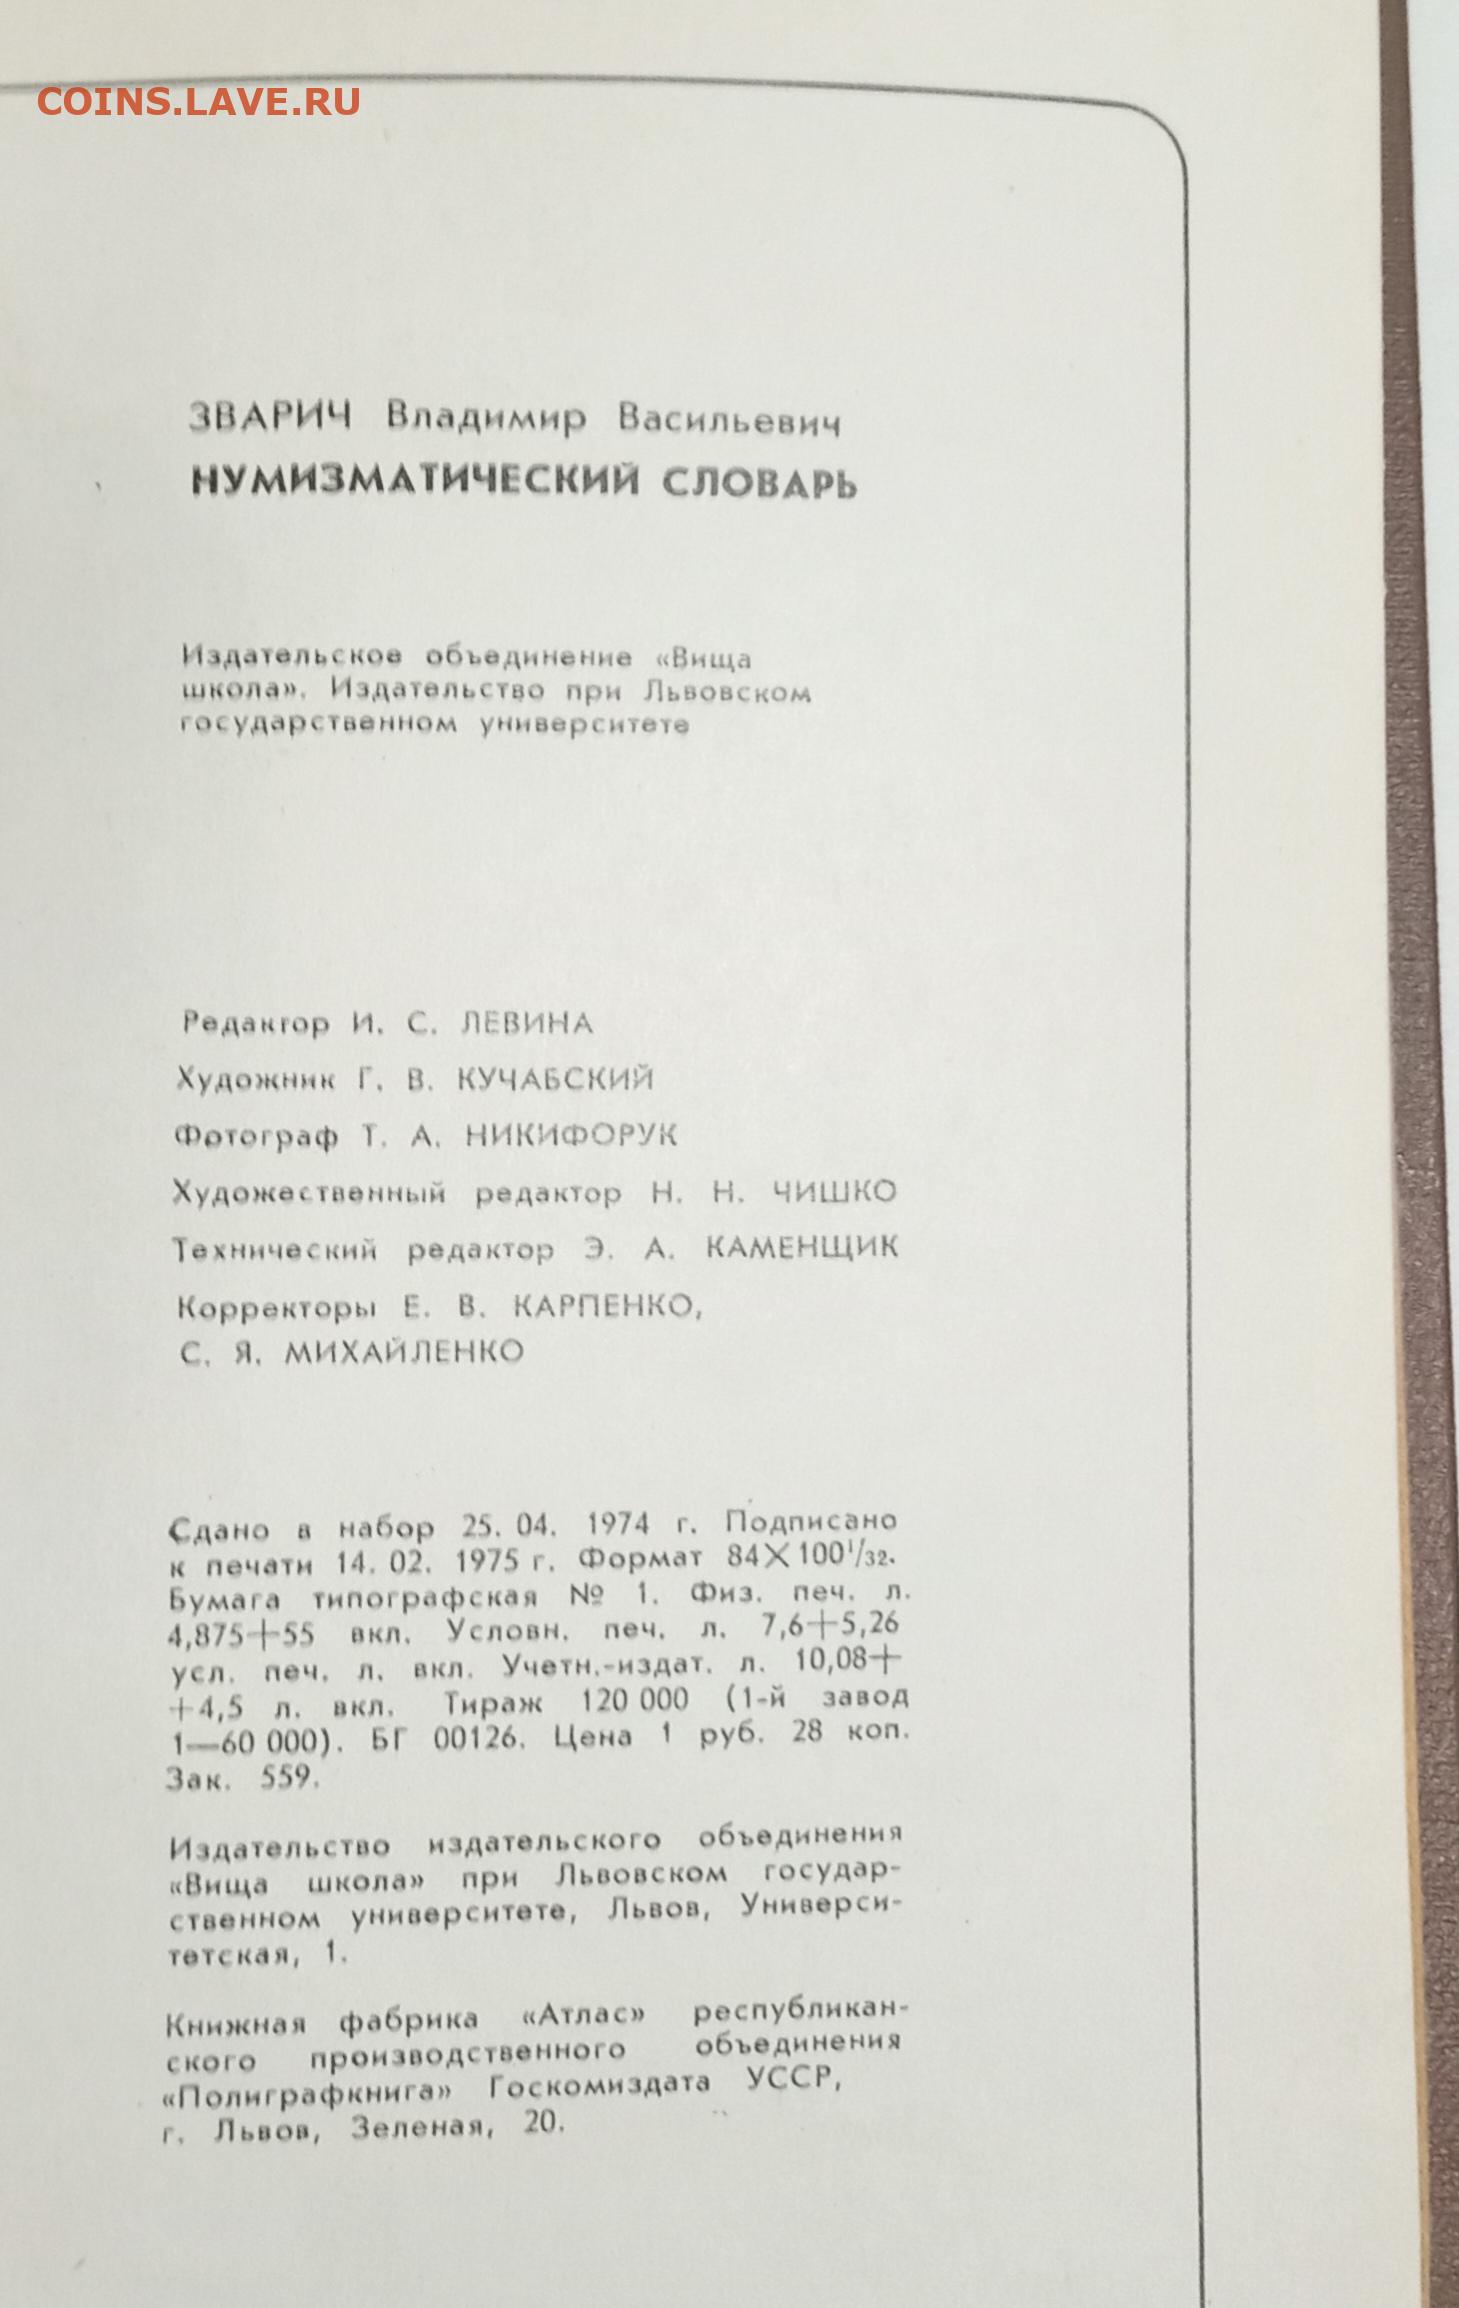 COINS.LAVE.RU
ЗВАРИЧ Владимир Васильевич
НУМИЗМАТИЧЕСКИЙ СЛОВАРЬ
Издательское объединение «Вища
школа». Издательство при Львовском
государственном университете
Редактор И. С. ЛЕВИНА
Художник Г. В. КУЧАБСКИЙ
Фотограф Т. А. НИКИФОРУК
Художественный редактор Н. Н. ЧИШКО
Технический редактор Э. А. КАМЕНЩИК
Корректоры Е. В. КАРПЕНКО,
С. Я. МИХАЙЛЕНКО
Сдано в набор 25. 04. 1974 г. Подписано
к печати 14. 02. 1975 г. Формат 84×100¹/₃₂.
Бумага типографская № 1. Физ. печ. л.
4,875+55 вкл. Условн. печ. л. 7,6+5,26
усл. печ. л. вкл. Учетн.-издат. л. 10,08+
+4,5 л. вкл. Тираж 120 000 (1-й завод
1—60 000). БГ 00126. Цена 1 руб. 28 коп.
Зак. 559.
Издательство издательского объединения
«Вища школа» при Львовском государ-
ственном университете, Львов, Универси-
тетская, 1.
Книжная фабрика «Атлас» республикан-
ского производственного объединения
«Полиграфкнига» Госкомиздата УССР,
г. Львов, Зеленая, 20.